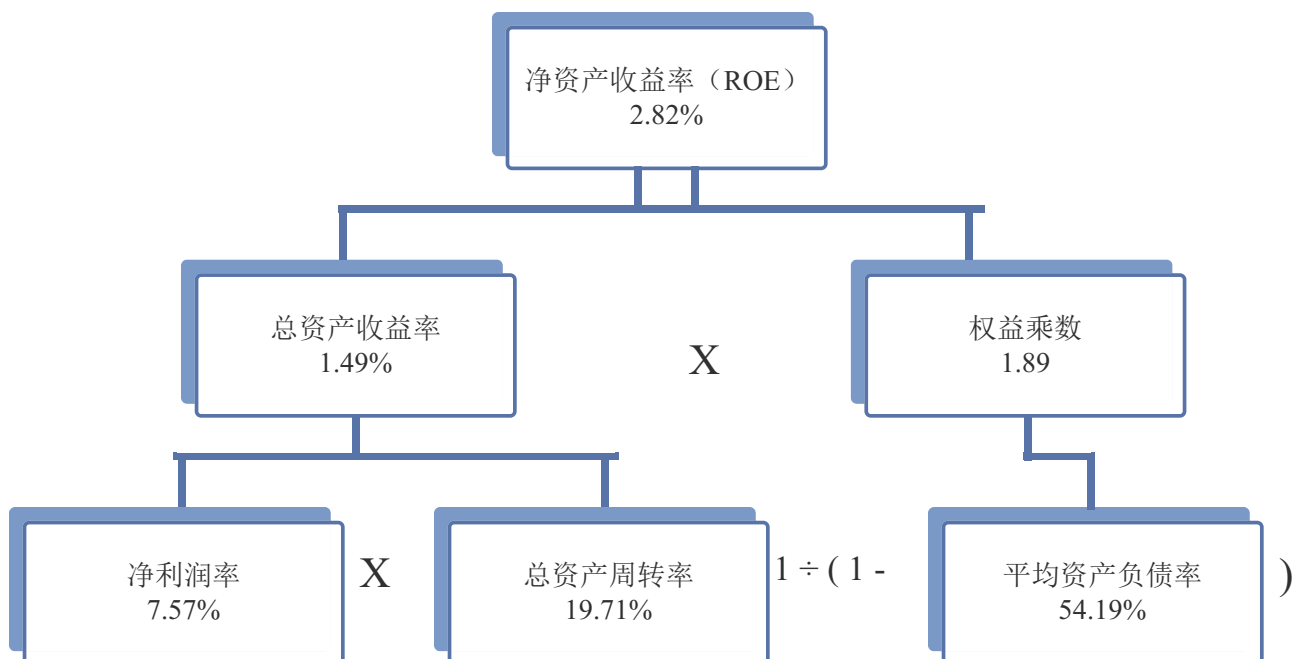 净资产收益率（ROE）
2.82%
总资产收益率
1.49%
X
权益乘数
1.89
净利润率
7.57%
X
总资产周转率
19.71%
1 ÷ ( 1 -
平均资产负债率
54.19%
)